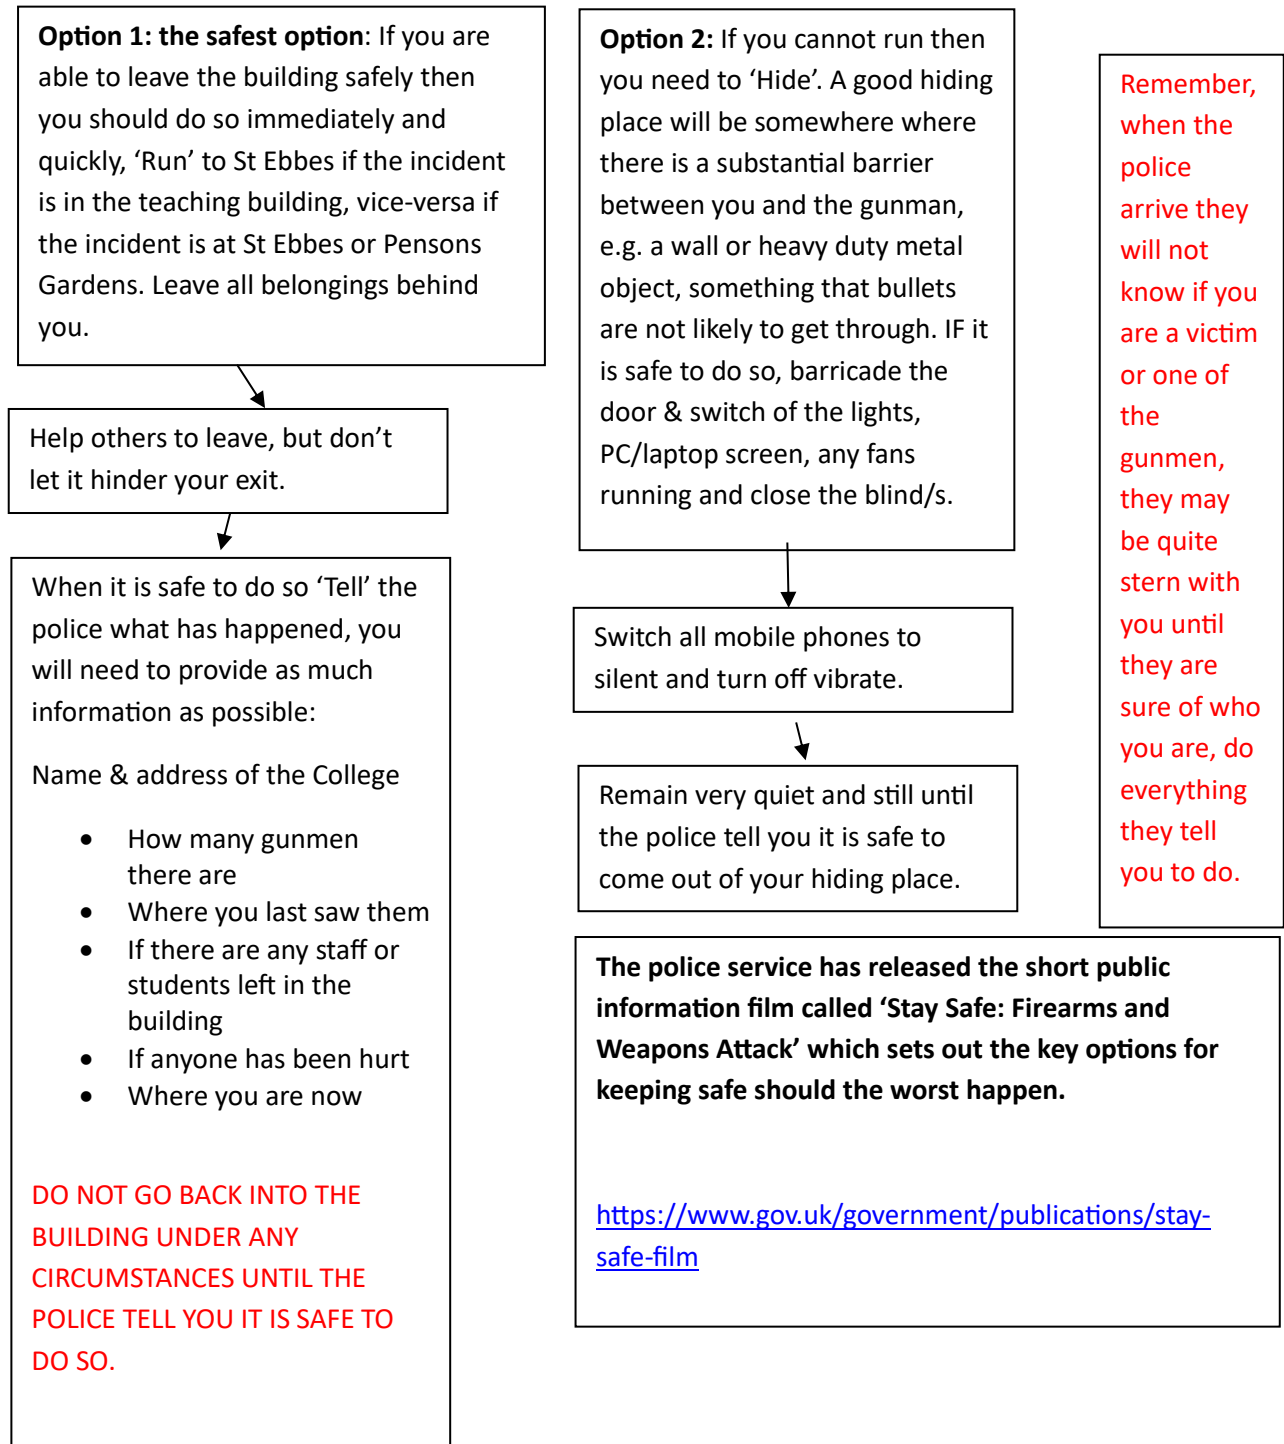 Option 1: the safest option: If you are
able to leave the building safely then
you should do so immediately and
quickly, ‘Run’ to St Ebbes if the incident
is in the teaching building, vice-versa if
the incident is at St Ebbes or Pensons
Gardens. Leave all belongings behind
you.
Help others to leave, but don’t
let it hinder your exit.
When it is safe to do so ‘Tell’ the
police what has happened, you
will need to provide as much
information as possible:
Name & address of the College
• How many gunmen
there are
• Where you last saw them
• If there are any staff or
students left in the
building
• If anyone has been hurt
• Where you are now
DO NOT GO BACK INTO THE
BUILDING UNDER ANY
CIRCUMSTANCES UNTIL THE
POLICE TELL YOU IT IS SAFE TO
DO SO.
Option 2: If you cannot run then
you need to ‘Hide’. A good hiding
place will be somewhere where
there is a substantial barrier
between you and the gunman,
e.g. a wall or heavy duty metal
object, something that bullets
are not likely to get through. IF it
is safe to do so, barricade the
door & switch of the lights,
PC/laptop screen, any fans
running and close the blind/s.
Switch all mobile phones to
silent and turn off vibrate.
Remain very quiet and still until
the police tell you it is safe to
come out of your hiding place.
Remember,
when the
police
arrive they
will not
know if you
are a victim
or one of
the
gunmen,
they may
be quite
stern with
you until
they are
sure of who
you are, do
everything
they tell
you to do.
The police service has released the short public
information film called ‘Stay Safe: Firearms and
Weapons Attack’ which sets out the key options for
keeping safe should the worst happen.
https://www.gov.uk/government/publications/stay-
safe-film